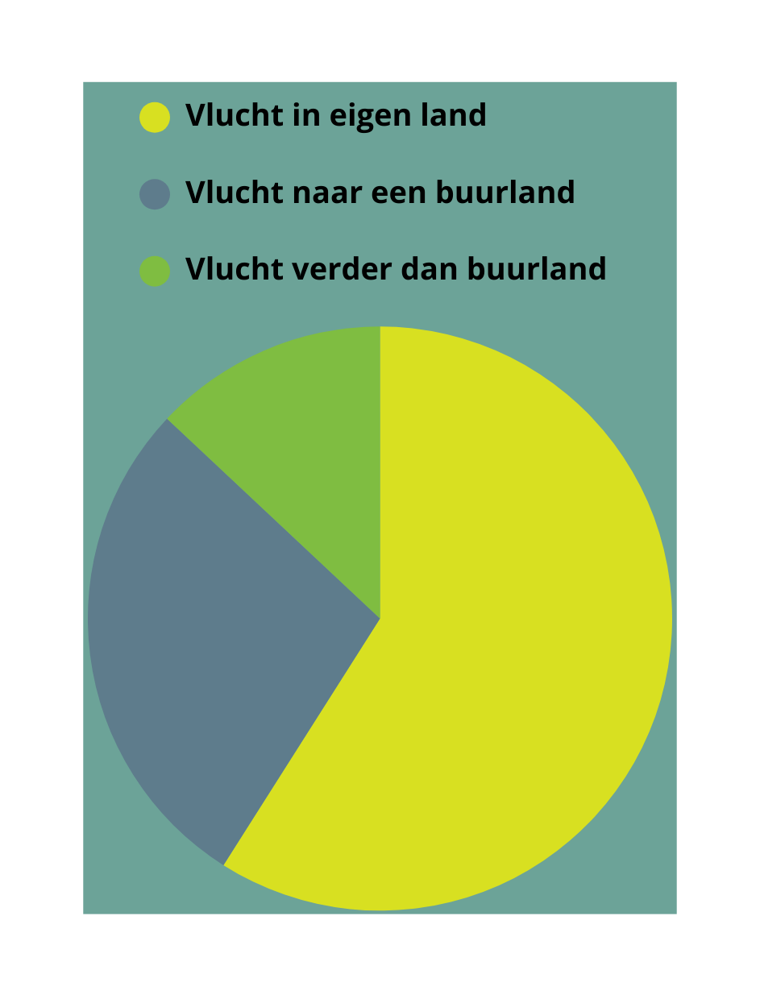 Vlucht in eigen land
Vlucht naar een buurland
Vlucht verder dan buurland